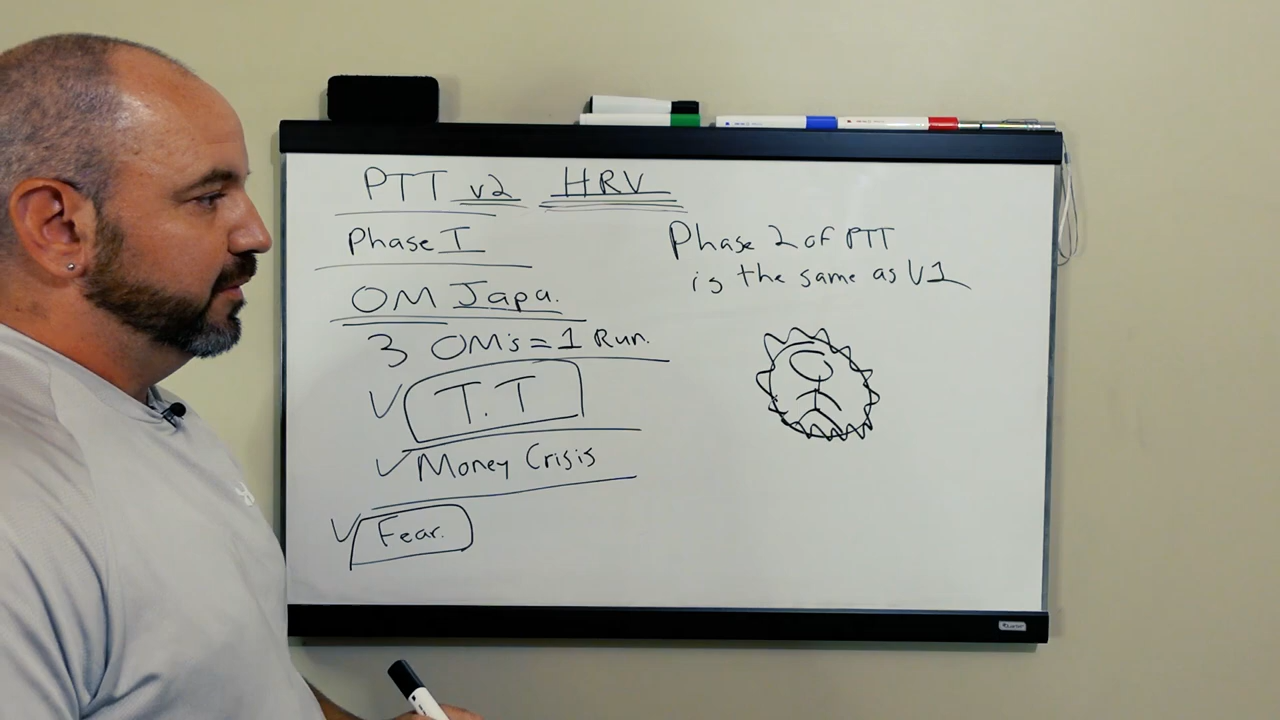 PTT v2 HRV
Phase I
OM Japa.
3 OM's = 1 Run.
T.T
Money Crisis
Fear.
Phase 2 of PTT
is the same as V1